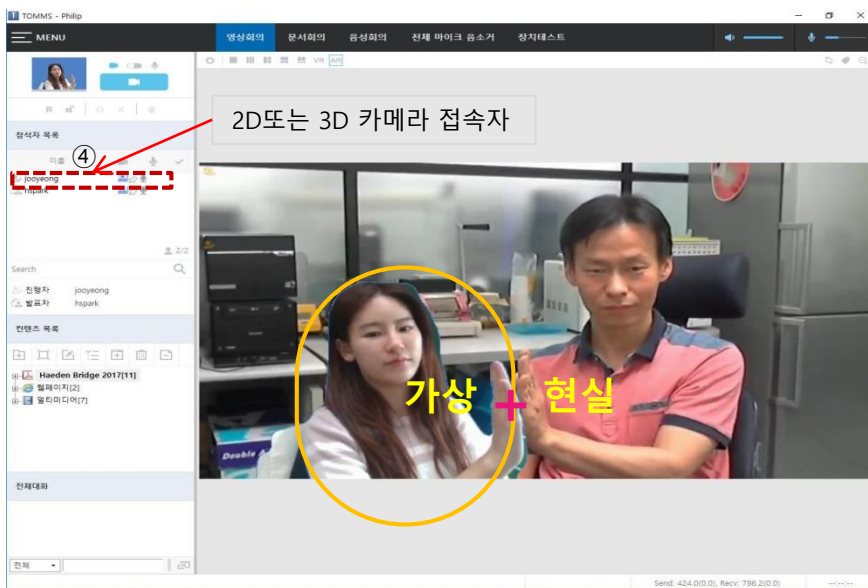 TOMMS - Philip
MENU
영상회의 문서회의 음성회의 전체 마이크 음소거 장치테스트
VR AR
R
2D또는 3D 카메라 접속자
참석자 목록
이름
④
jooyeong
hspark
2/2
Search
진행자 jooyeong
발표자 hspark
컨텐츠 목록
Haeden Bridge 2017[11]
웹페이지[2]
멀티미디어[7]
가상 + 현실
Double A
전체대화
전체
Send: 424.0(0.0), Recv: 786.2(0.0) --:--:--